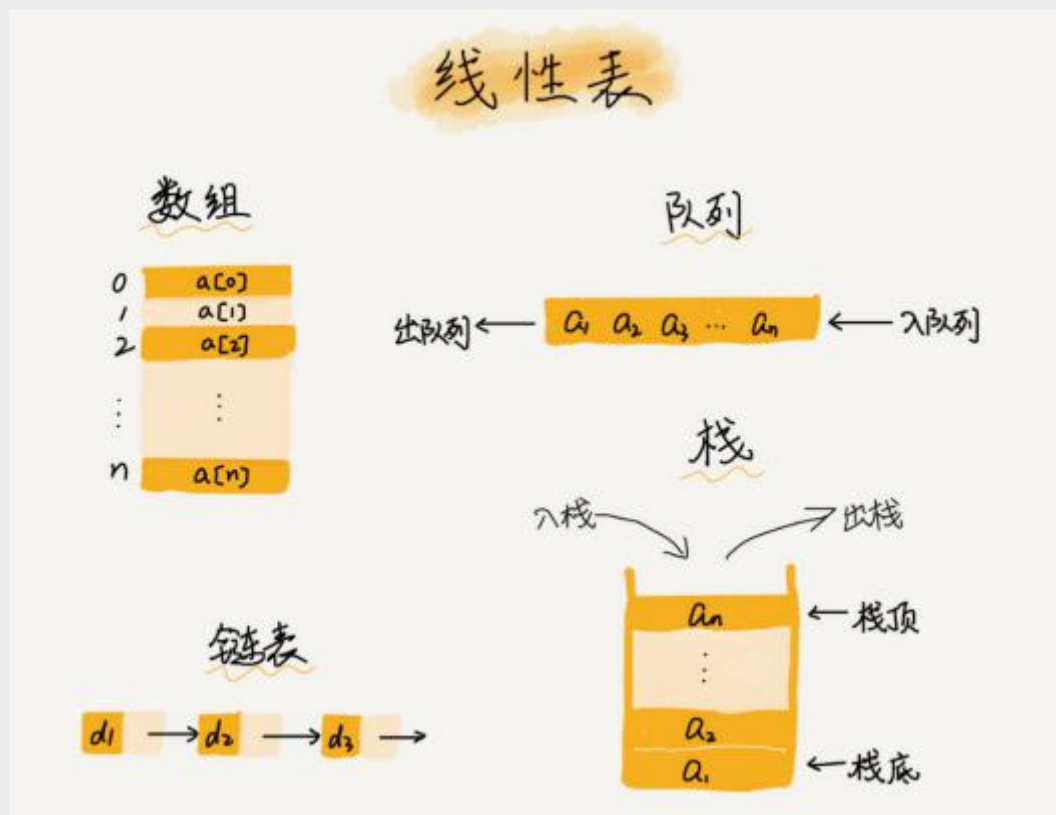 线性表
数组
0 a[0]
1 a[1]
2 a[2]
⋮ ⋮
n a[n]
队列
出队列 ← a₁ a₂ a₃ … aₙ ← 入队列
栈
入栈 出栈
aₙ ← 栈顶
⋮
a₂
a₁ ← 栈底
链表
d1 → d2 → d3 →